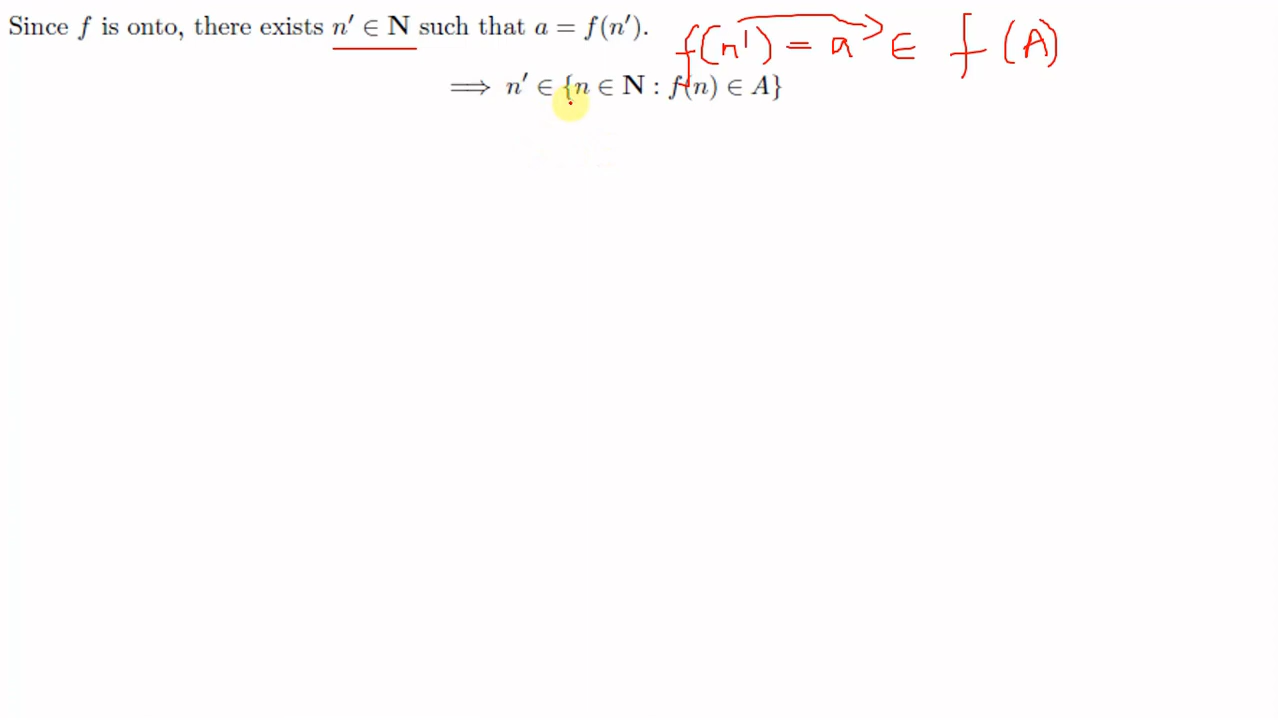 Since f is onto, there exists n′ ∈ N such that a = f(n′).
f(n') = a ∈ f(A)
⟹ n′ ∈ {n ∈ N : f(n) ∈ A}